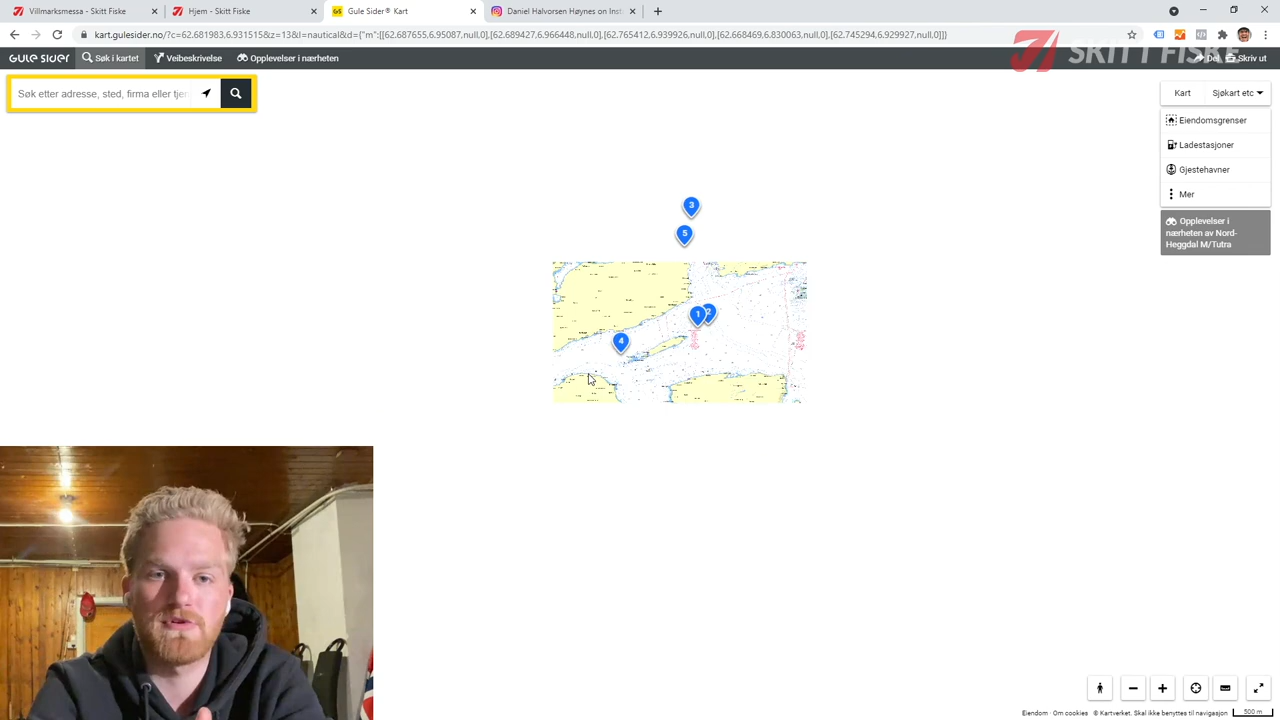 Villmarksmessa - Skitt Fiske
Hjem - Skitt Fiske
Gule Sider® Kart
Daniel Halvorsen Høynes on Inst
kart.gulesider.no/?c=62.681983,6.931515&z=13&l=nautical&d={"m":[[62.687655,6.95087,null,0],[62.689427,6.966448,null,0],[62.765412,6.939926,null,0],[62.668469,6.830063,null,0],[62.745294,6.929927,null,0]]}
GULE SIDER
Søk i kartet
Veibeskrivelse
Opplevelser i nærheten
SKITT FISKE
Del
Skriv ut
Søk etter adresse, sted, firma eller tjen
Kart
Sjøkart etc
Eiendomsgrenser
Ladestasjoner
Gjestehavner
Mer
Opplevelser i
nærheten av Nord-
Heggdal M/Tutra
3
5
1
2
4
Eiendom · Om cookies © Kartverket. Skal ikke benyttes til navigasjon
500 m